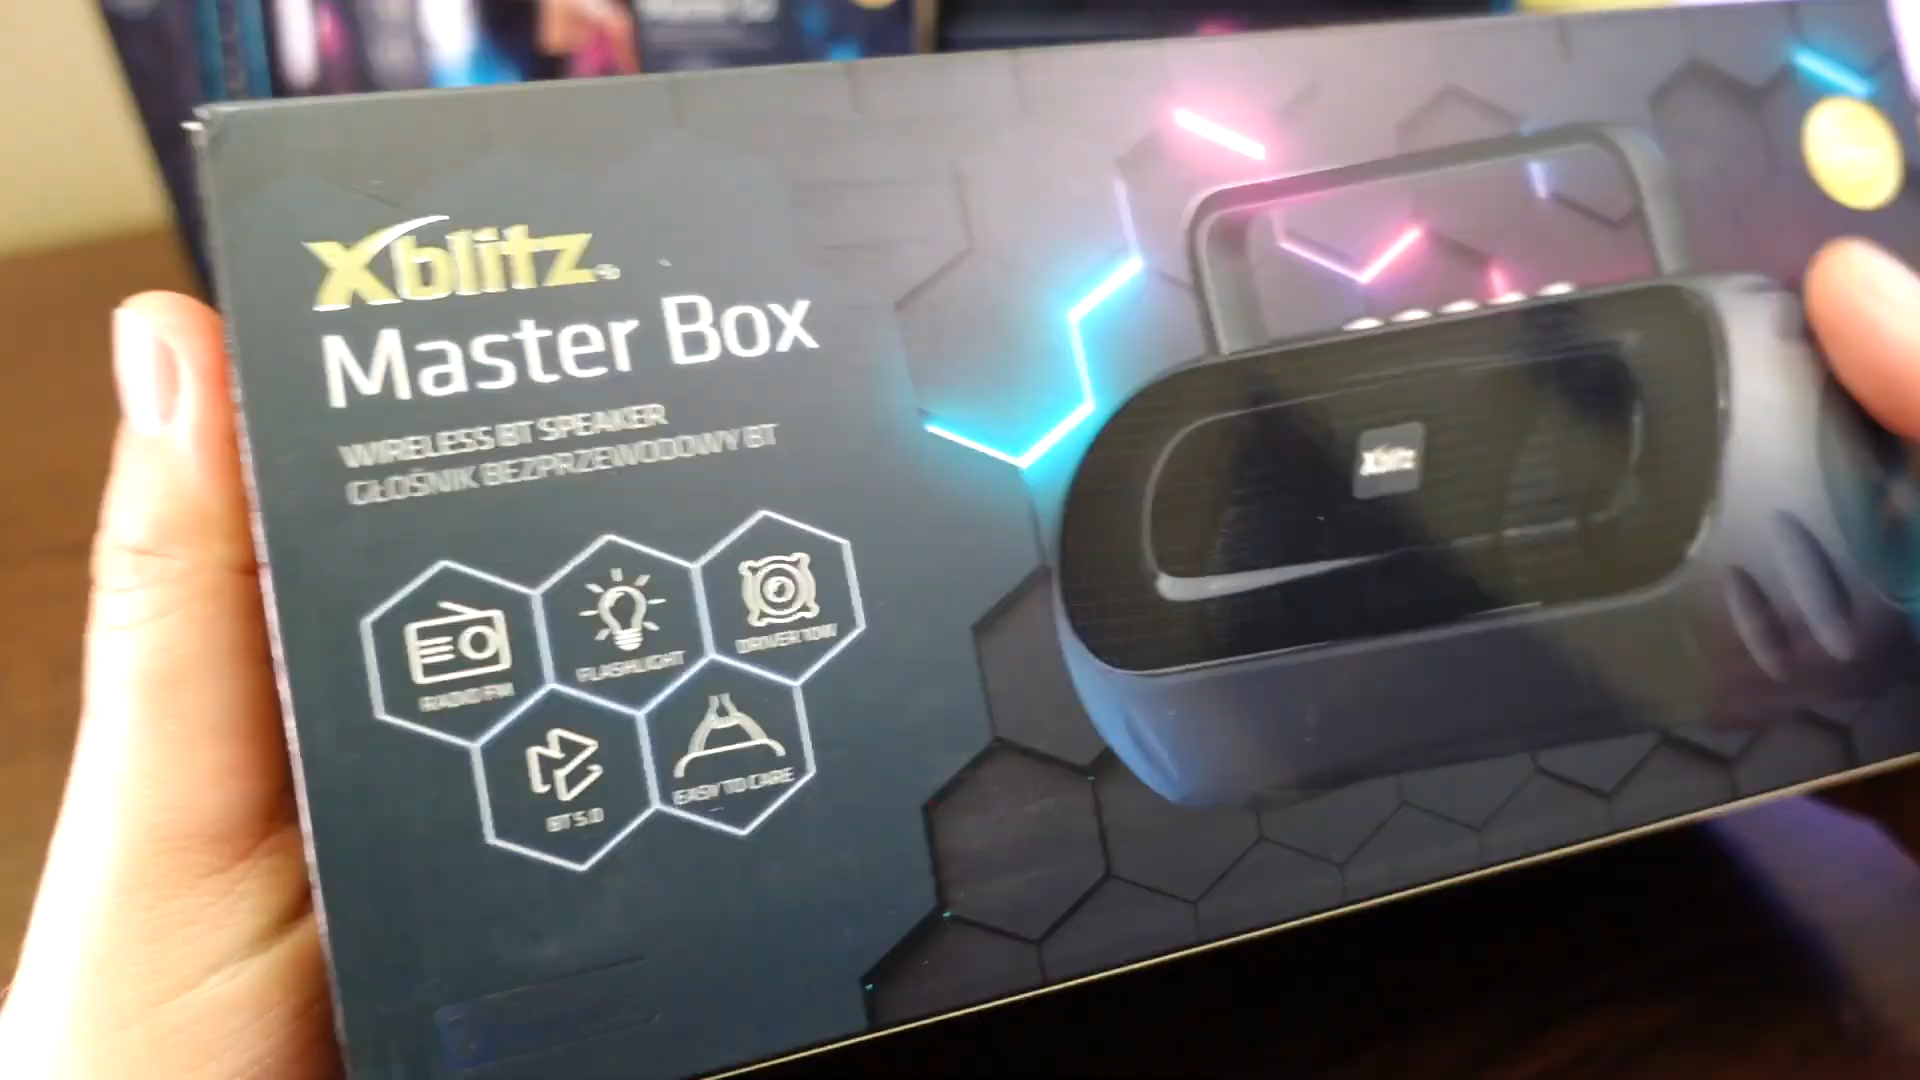 Xblitz®
Master Box
WIRELESS BT SPEAKER
GŁOŚNIK BEZPRZEWODOWY BT
RADIO FM
FLASHLIGHT
DRIVER 10W
BT 5.0
EASY TO CARE
Xblitz